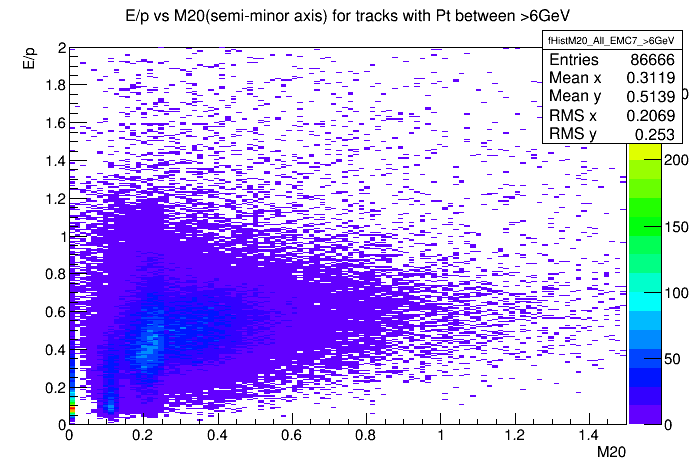 E/p vs M20(semi-minor axis) for tracks with Pt between >6GeV
E/p
fHistM20_All_EMC7_>6GeV
Entries 86666
Mean x 0.3119
Mean y 0.5139
RMS x 0.2069
RMS y 0.253
2
1.8
1.6
1.4
1.2
1
0.8
0.6
0.4
0.2
0
0 0.2 0.4 0.6 0.8 1 1.2 1.4
M20
200
150
100
50
0